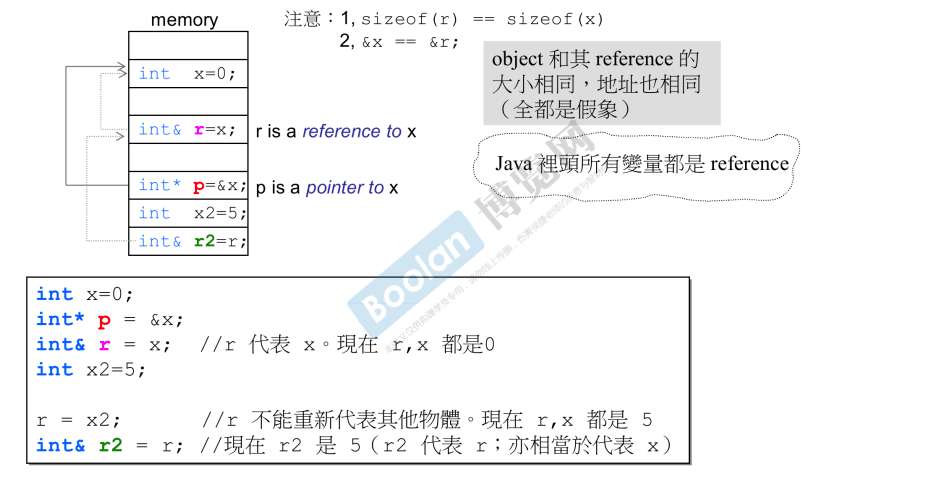 memory
注意：1, sizeof(r) == sizeof(x)
2, &x == &r;
object 和其 reference 的
大小相同，地址也相同
（全都是假象）
int x=0;
int& r=x;
r is a reference to x
Java 裡頭所有變量都是 reference
int* p=&x;
p is a pointer to x
int x2=5;
int& r2=r;
Boolan 博览网
int x=0;
int* p = &x;
int& r = x; //r 代表 x。現在 r,x 都是0
int x2=5;
r = x2; //r 不能重新代表其他物體。現在 r,x 都是 5
int& r2 = r; //現在 r2 是 5（r2 代表 r；亦相當於代表 x）